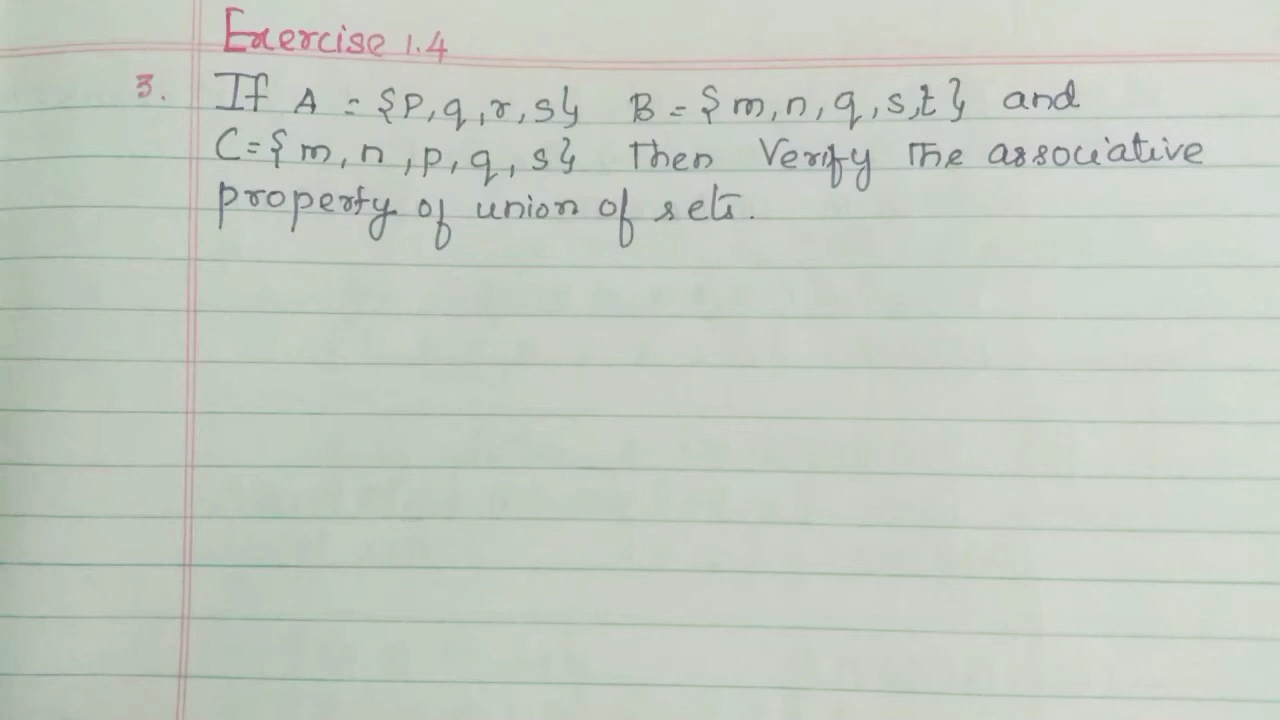 Exercise 1.4
3. If A = {p, q, r, s} B = {m, n, q, s, t} and
C = {m, n, p, q, s} Then Verify The associative
property of union of sets.